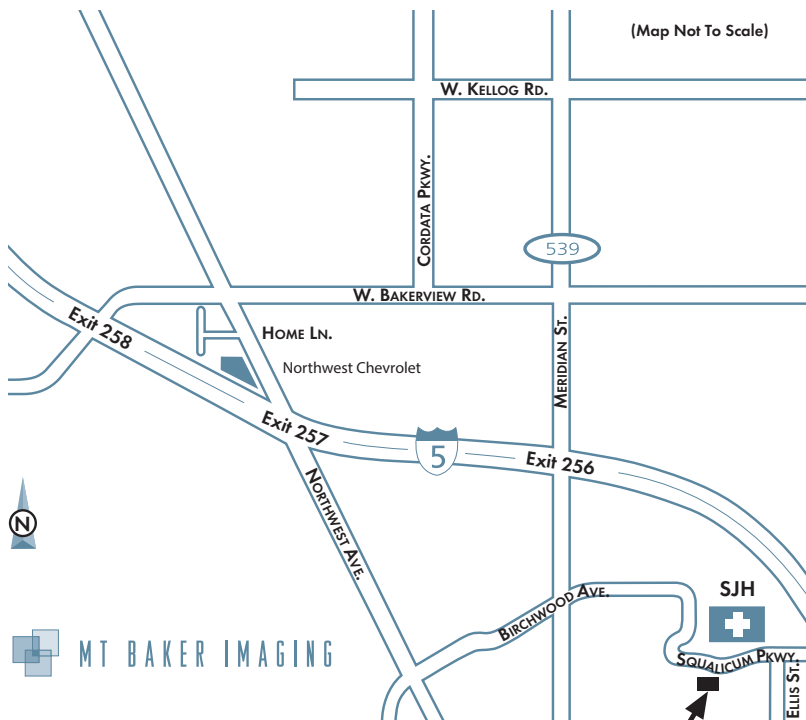 (Map Not To Scale)
W. KELLOG RD.
CORDATA PKWY.
539
W. BAKERVIEW RD.
Exit 258
HOME LN.
Northwest Chevrolet
MERIDIAN ST.
Exit 257
5
Exit 256
N
NORTHWEST AVE.
SJH
BIRCHWOOD AVE.
MT BAKER IMAGING
SQUALICUM PKWY.
ELLIS ST.